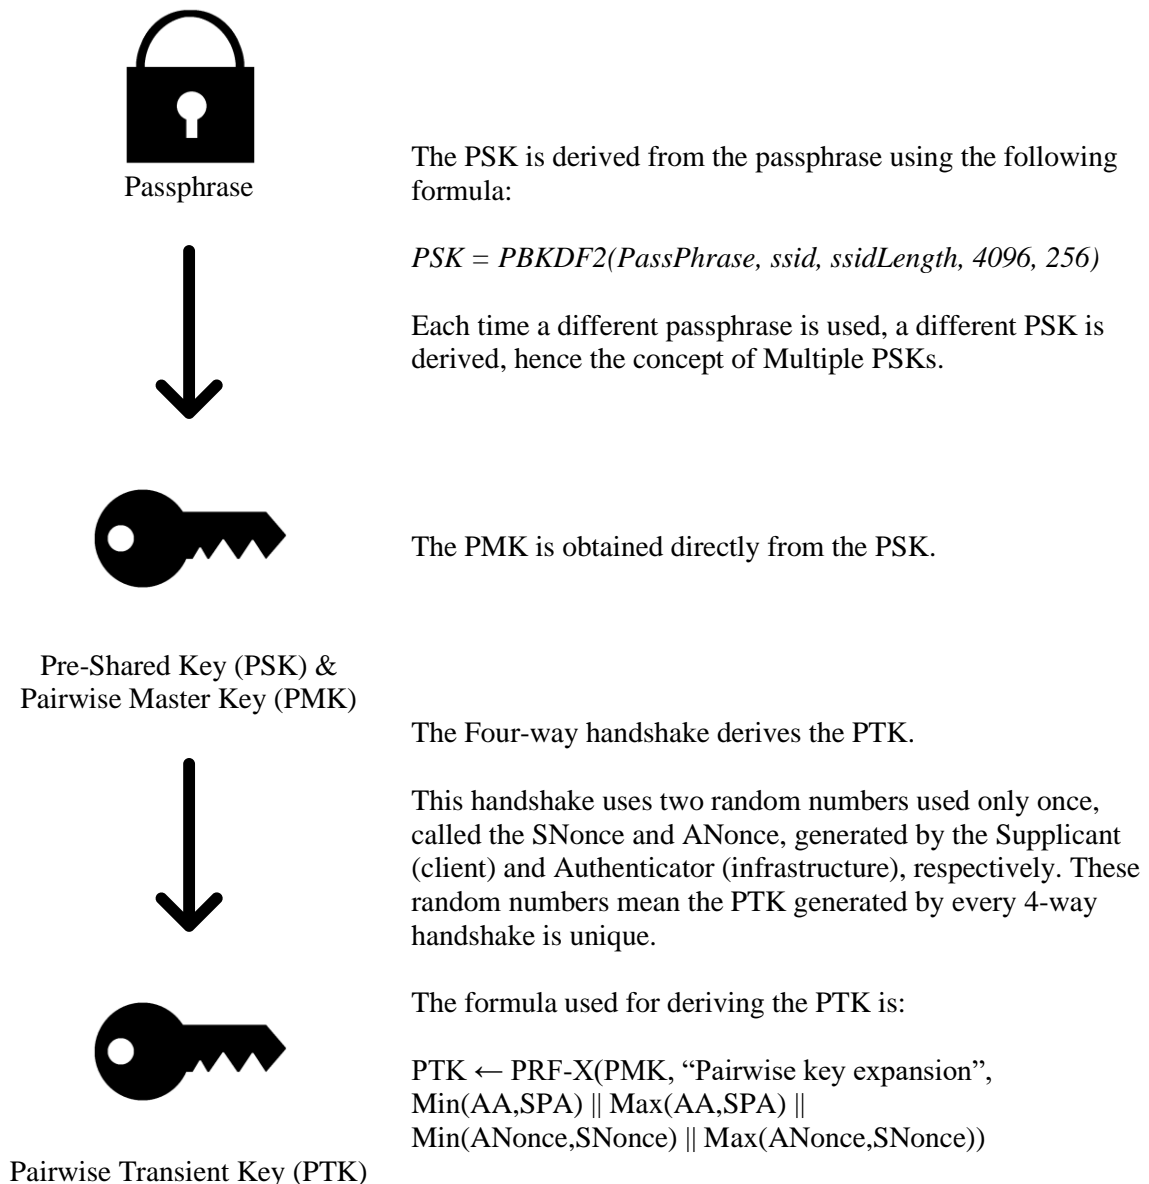 Passphrase
The PSK is derived from the passphrase using the following
formula:
PSK = PBKDF2(PassPhrase, ssid, ssidLength, 4096, 256)
Each time a different passphrase is used, a different PSK is
derived, hence the concept of Multiple PSKs.
The PMK is obtained directly from the PSK.
Pre-Shared Key (PSK) &
Pairwise Master Key (PMK)
The Four-way handshake derives the PTK.
This handshake uses two random numbers used only once,
called the SNonce and ANonce, generated by the Supplicant
(client) and Authenticator (infrastructure), respectively. These
random numbers mean the PTK generated by every 4-way
handshake is unique.
The formula used for deriving the PTK is:
PTK ← PRF-X(PMK, “Pairwise key expansion”,
Min(AA,SPA) || Max(AA,SPA) ||
Min(ANonce,SNonce) || Max(ANonce,SNonce))
Pairwise Transient Key (PTK)